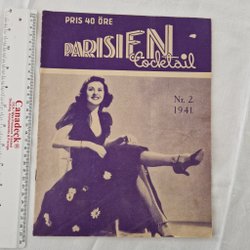 PRIS 40 ÖRE
PARISIEN
Cocktail
Nr. 2
1941
Canadeck®